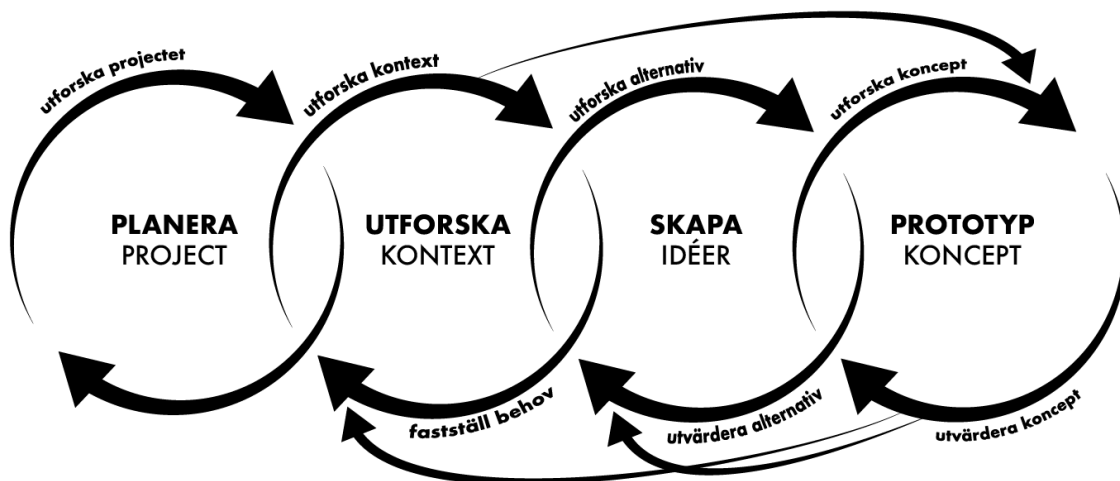 utforska projectet
utforska kontext
utforska alternativ
utforska koncept
PLANERA
PROJECT
UTFORSKA
KONTEXT
SKAPA
IDÉER
PROTOTYP
KONCEPT
fastställ behov
utvärdera alternativ
utvärdera koncept